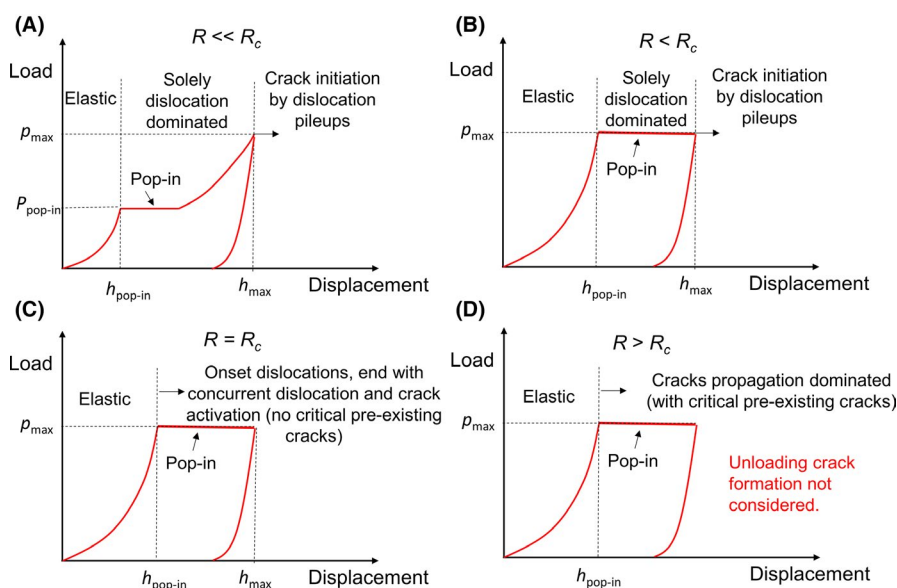 (A)
R << Rc
Load
Elastic
Solely
dislocation
dominated
Crack initiation
by dislocation
pileups
pmax
Pop-in
Ppop-in
hpop-in
hmax
Displacement
(B)
R < Rc
Load
Elastic
Solely
dislocation
dominated
Crack initiation
by dislocation
pileups
pmax
Pop-in
hpop-in
hmax
Displacement
(C)
R = Rc
Load
Elastic
Onset dislocations, end with
concurrent dislocation and crack
activation (no critical pre-existing
cracks)
pmax
Pop-in
hpop-in
hmax
Displacement
(D)
R > Rc
Load
Elastic
Cracks propagation dominated
(with critical pre-existing cracks)
pmax
Pop-in
Unloading crack
formation not
considered.
hpop-in
Displacement